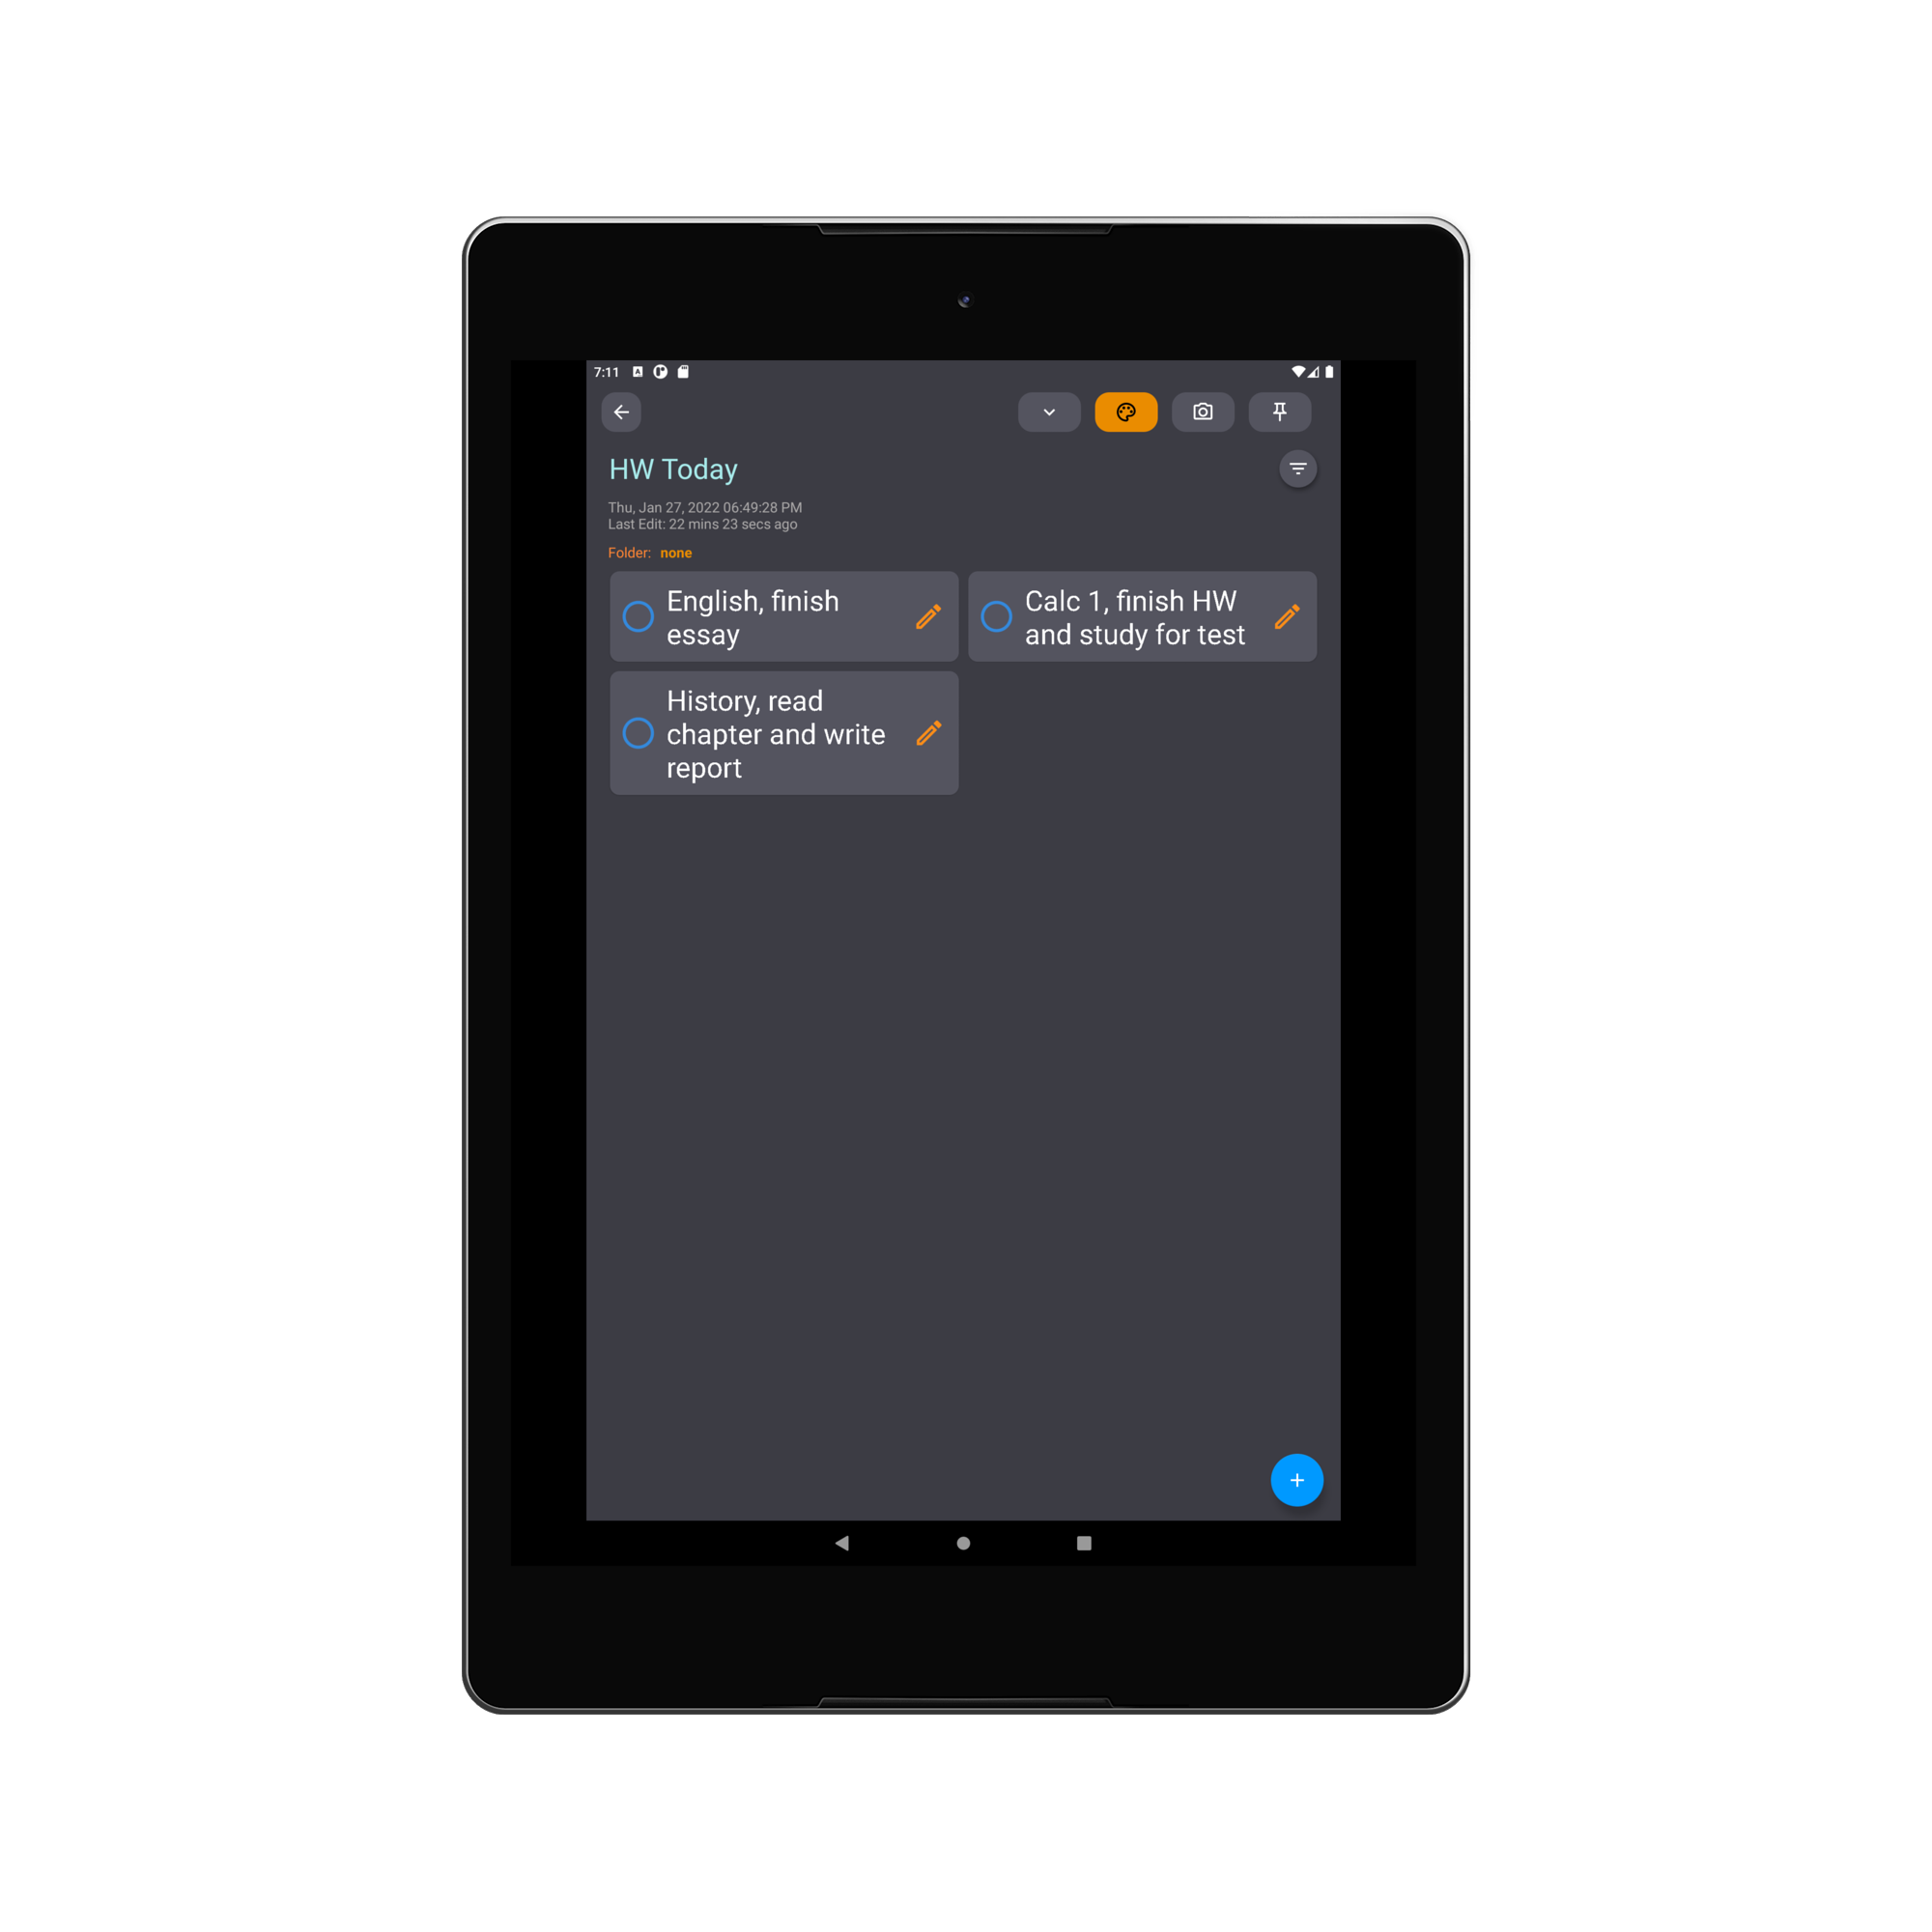 7:11
HW Today
Thu, Jan 27, 2022 06:49:28 PM
Last Edit: 22 mins 23 secs ago
Folder: none
English, finish
essay
Calc 1, finish HW
and study for test
History, read
chapter and write
report